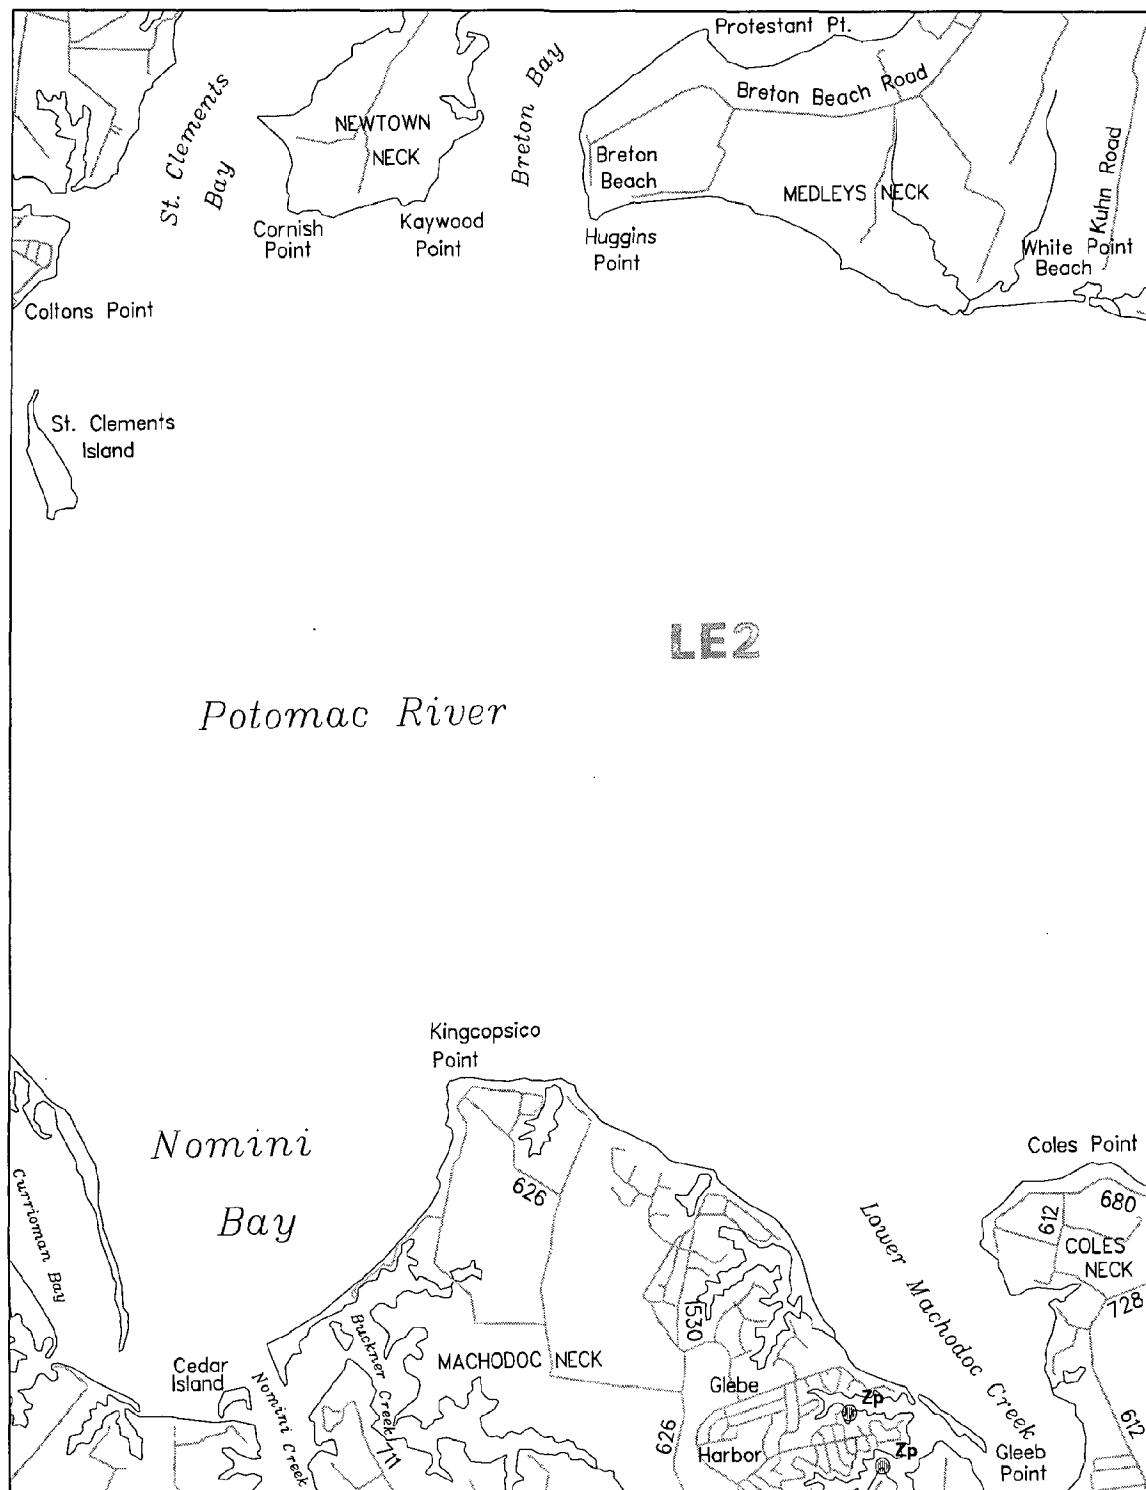 Protestant Pt.
Breton Beach Road
St. Clements
Bay
NEWTOWN
NECK
Breton Bay
Breton
Beach
MEDLEYS NECK
Kuhn Road
Cornish
Point
Kaywood
Point
Huggins
Point
White Point
Beach
Coltons Point
St. Clements
Island
LE2
Potomac River
Kingcopsico
Point
Nomini
Bay
Coles Point
Currioman Bay
626
Lower Machodoc Creek
612
680
COLES
NECK
728
1530
Buckner Creek
MACHODOC NECK
Cedar
Island
Nomini Creek
711
Glebe
Zp
626
Harbor
Zp
612
Gleeb
Point